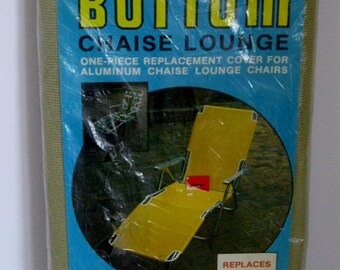 BOTTOM
CHAISE LOUNGE
ONE-PIECE REPLACEMENT COVER FOR
ALUMINUM CHAISE LOUNGE CHAIRS
REPLACES